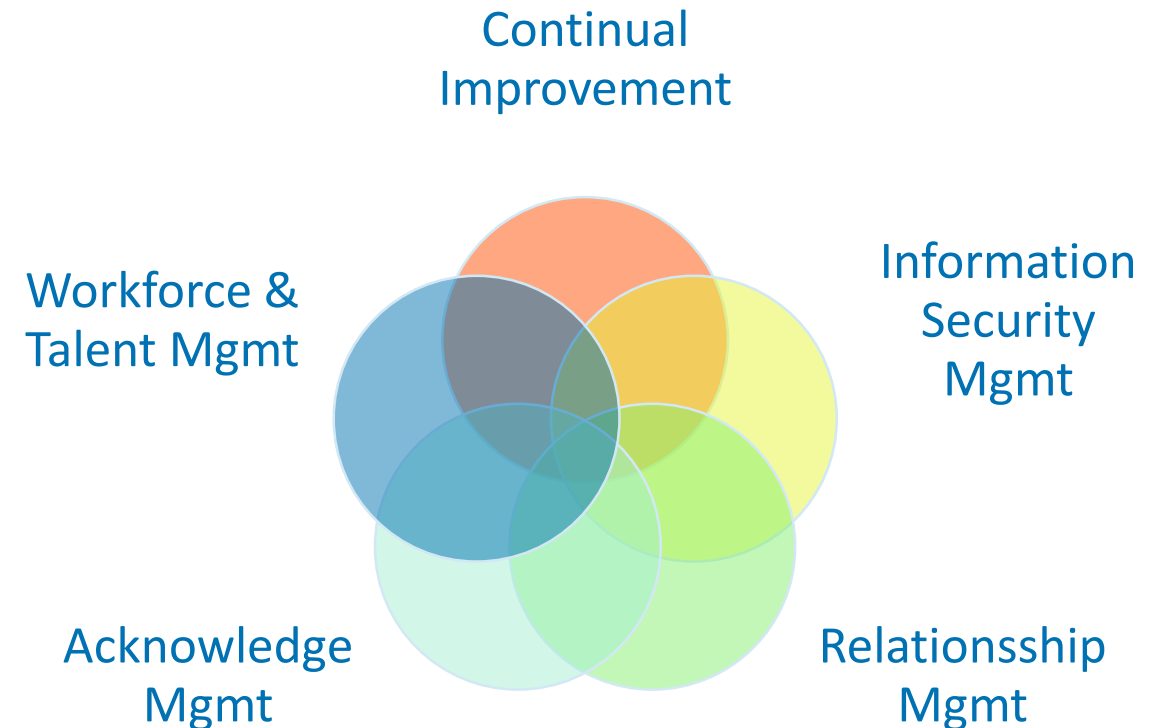 Continual
Improvement
Information
Security
Mgmt
Workforce &
Talent Mgmt
Acknowledge
Mgmt
Relationsship
Mgmt